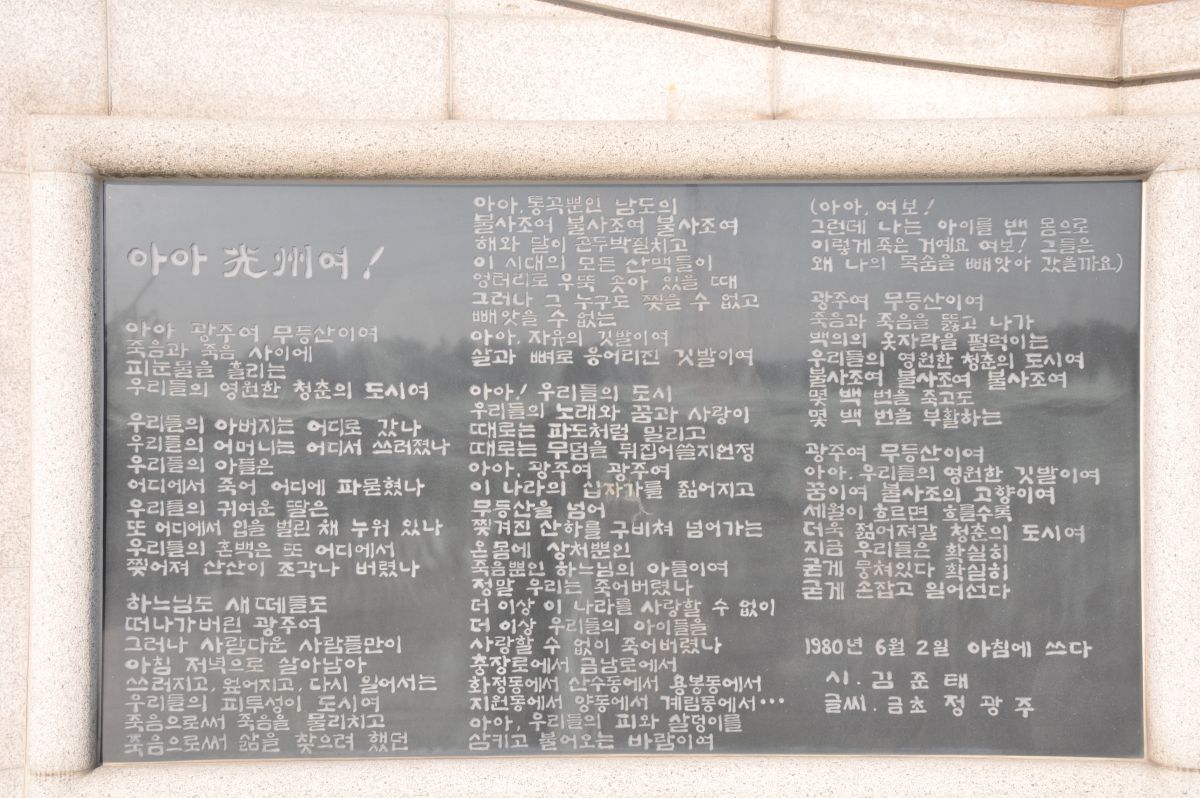 아아 光州여!
아아 광주여 무등산이여
죽음과 죽음 사이에
피눈물을 흘리는
우리들의 영원한 청춘의 도시여
우리들의 아버지는 어디로 갔나
우리들의 어머니는 어디서 쓰러졌나
우리들의 아들은
어디에서 죽어 어디에 파묻혔나
우리들의 귀여운 딸은
또 어디에서 입을 벌린 채 누워 있나
우리들의 혼백은 또 어디에서
찢어져 산산이 조각나 버렸나
하느님도 새떼들도
떠나가버린 광주여
그러나 사람다운 사람들만이
아침 저녁으로 살아남아
쓰러지고, 엎어지고, 다시 일어서는
우리들의 피투성이 도시여
죽음으로써 죽음을 물리치고
죽음으로써 삶을 찾으려 했던
아아, 통곡뿐인 남도의
불사조여 불사조여 불사조여
해와 달이 곤두박질치고
이 시대의 모든 산맥들이
엉터리로 우뚝 솟아 있을 때
그러나 그 누구도 찢을 수 없고
빼앗을 수 없는
아아, 자유의 깃발이여
살과 뼈로 응어리진 깃발이여
아아! 우리들의 도시
우리들의 노래와 꿈과 사랑이
때로는 파도처럼 밀리고
때로는 무덤을 뒤집어쓸지언정
아아, 광주여 광주여
이 나라의 십자가를 짊어지고
무등산을 넘어
찢겨진 산하를 구비쳐 넘어가는
온몸에 상처뿐인
죽음뿐인 하느님의 아들이여
정말 우리는 죽어버렸나
더 이상 이 나라를 사랑할 수 없이
더 이상 우리들의 아이들을
사랑할 수 없이 죽어버렸나
충장로에서 금남로에서
화정동에서 산수동에서 용봉동에서
지원동에서 양동에서 계림동에서…
아아, 우리들의 피와 살덩이를
삼키고 불어오는 바람이여
(아아, 여보!
그런데 나는 아이를 밴 몸으로
이렇게 죽은 거예요 여보! 그들은
왜 나의 목숨을 빼앗아 갔을까요)
광주여 무등산이여
죽음과 죽음을 뚫고 나가
백의의 옷자락을 펄럭이는
우리들의 영원한 청춘의 도시여
불사조여 불사조여 불사조여
몇 백 번을 죽고도
몇 백 번을 부활하는
광주여 무등산이여
아아, 우리들의 영원한 깃발이여
꿈이여 불사조의 고향이여
세월이 흐르면 흐를수록
더욱 젊어져갈 청춘의 도시여
지금 우리들은 확실히
굳게 뭉쳐있다 확실히
굳게 손잡고 일어선다
1980년 6월 2일 아침에 쓰다
시. 김 준 태
글씨. 금초 정 광 주